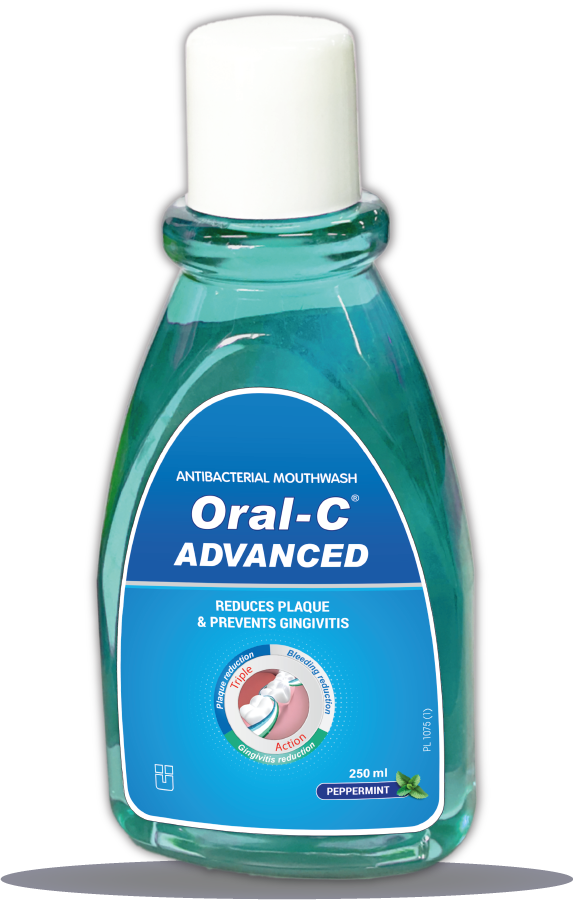 ANTIBACTERIAL MOUTHWASH
Oral-C®
ADVANCED
REDUCES PLAQUE
& PREVENTS GINGIVITIS
Plaque reduction
Bleeding reduction
Triple
Action
Gingivitis reduction
PL 1075 (1)
250 ml
PEPPERMINT